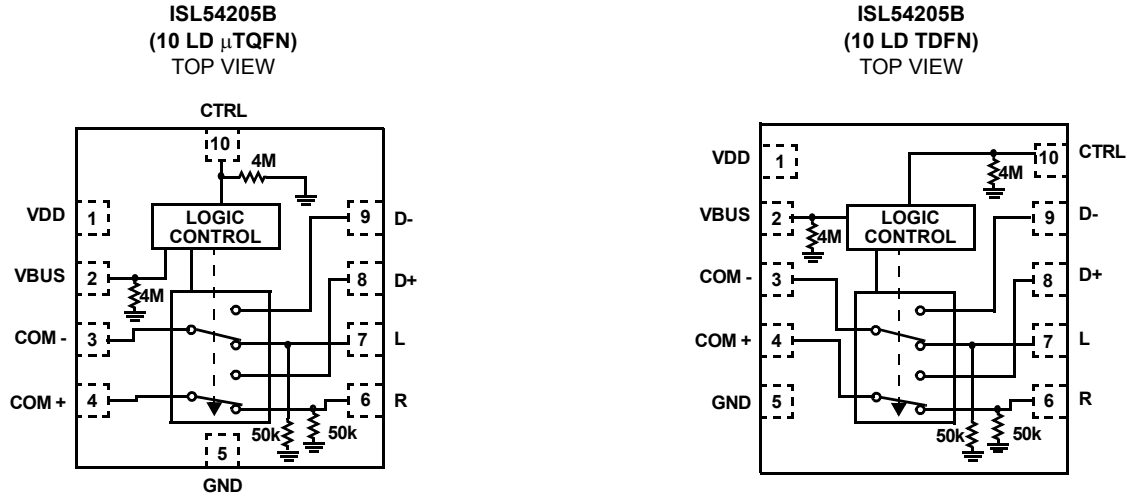 ISL54205B
(10 LD μTQFN)
TOP VIEW
CTRL
10
4M
VDD
1
LOGIC
CONTROL
9
D-
VBUS
2
4M
8
D+
COM -
3
7
L
COM +
4
6
R
50k
50k
5
GND
ISL54205B
(10 LD TDFN)
TOP VIEW
VDD
1
10
CTRL
4M
VBUS
2
4M
LOGIC
CONTROL
9
D-
COM -
3
8
D+
COM +
4
7
L
GND
5
6
R
50k
50k